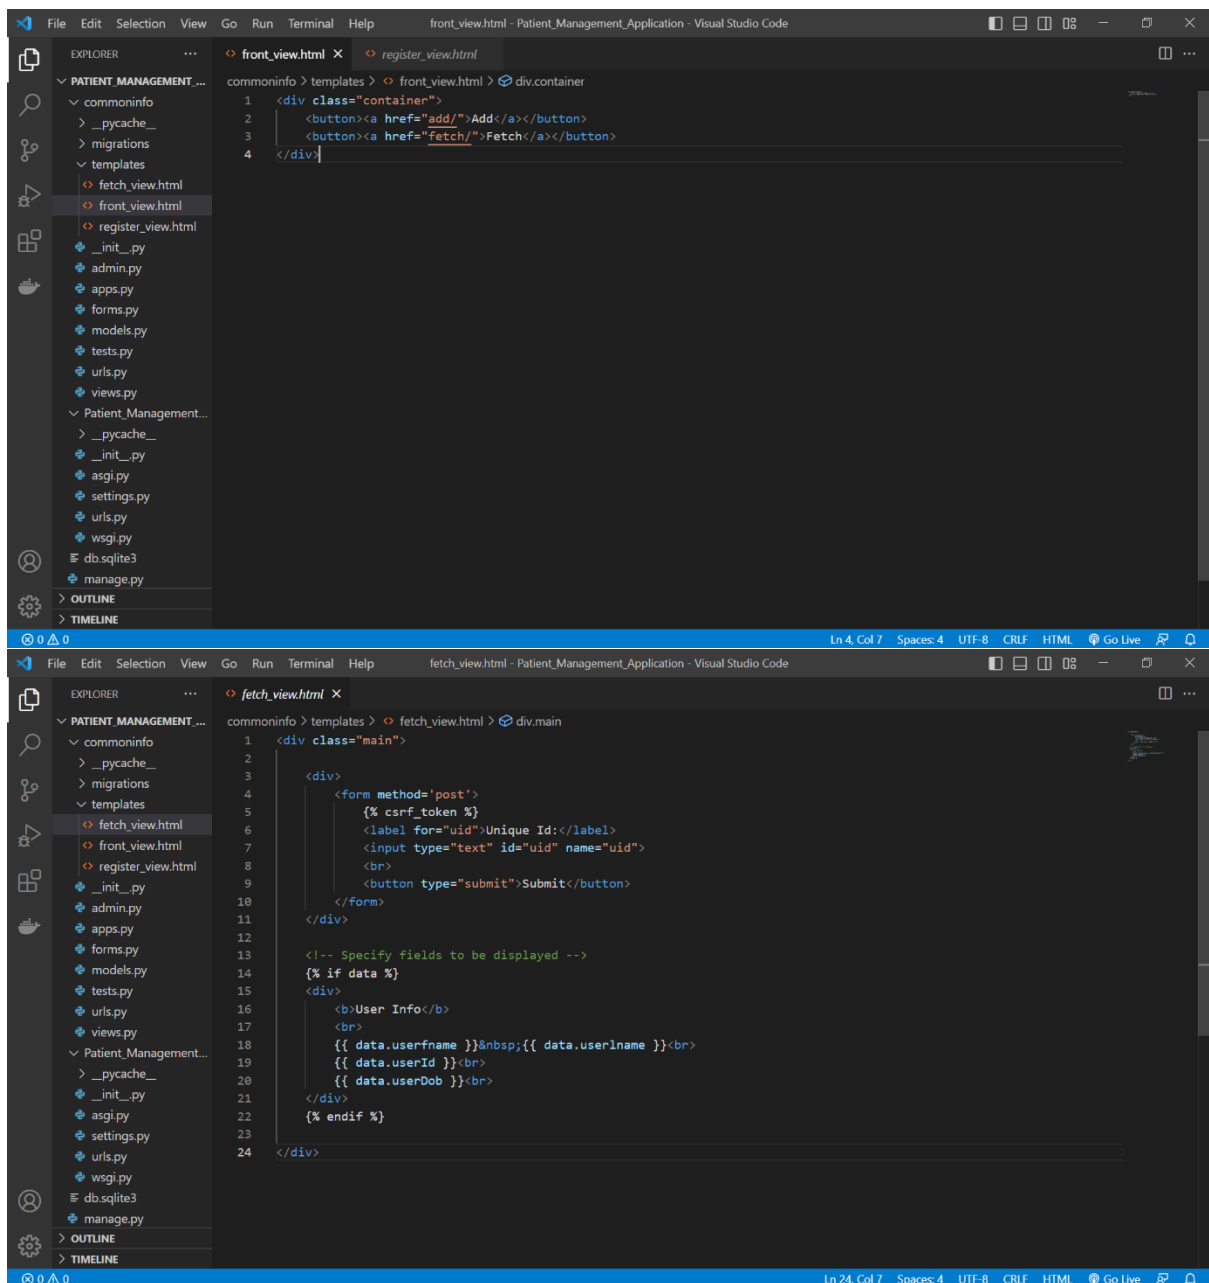 File Edit Selection View Go Run Terminal Help front_view.html - Patient_Management_Application - Visual Studio Code
EXPLORER ···
front_view.html × register_view.html
PATIENT_MANAGEMENT_...
commoninfo > templates > front_view.html > div.container
commoninfo
__pycache__
migrations
templates
fetch_view.html
front_view.html
register_view.html
__init__.py
admin.py
apps.py
forms.py
models.py
tests.py
urls.py
views.py
Patient_Management...
__pycache__
__init__.py
asgi.py
settings.py
urls.py
wsgi.py
db.sqlite3
manage.py
OUTLINE
TIMELINE
1 <div class="container">
2 <button><a href="add/">Add</a></button>
3 <button><a href="fetch/">Fetch</a></button>
4 </div>
0 0 Ln 4, Col 7 Spaces: 4 UTF-8 CRLF HTML Go Live
File Edit Selection View Go Run Terminal Help fetch_view.html - Patient_Management_Application - Visual Studio Code
EXPLORER ···
fetch_view.html ×
PATIENT_MANAGEMENT_...
commoninfo > templates > fetch_view.html > div.main
commoninfo
__pycache__
migrations
templates
fetch_view.html
front_view.html
register_view.html
__init__.py
admin.py
apps.py
forms.py
models.py
tests.py
urls.py
views.py
Patient_Management...
__pycache__
__init__.py
asgi.py
settings.py
urls.py
wsgi.py
db.sqlite3
manage.py
OUTLINE
TIMELINE
1 <div class="main">
2
3 <div>
4 <form method='post'>
5 {% csrf_token %}
6 <label for="uid">Unique Id:</label>
7 <input type="text" id="uid" name="uid">
8 <br>
9 <button type="submit">Submit</button>
10 </form>
11 </div>
12
13 <!-- Specify fields to be displayed -->
14 {% if data %}
15 <div>
16 <b>User Info</b>
17 <br>
18 {{ data.userfname }}&nbsp;{{ data.userlname }}<br>
19 {{ data.userId }}<br>
20 {{ data.userDob }}<br>
21 </div>
22 {% endif %}
23
24 </div>
0 0 Ln 24, Col 7 Spaces: 4 UTF-8 CRLF HTML Go Live